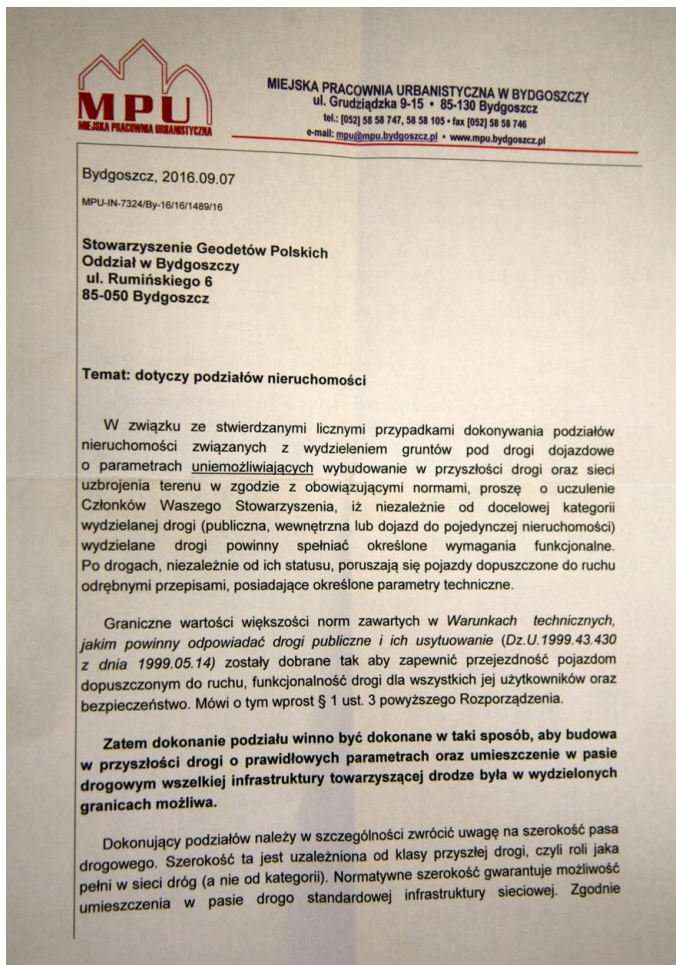 MPU
MIEJSKA PRACOWNIA URBANISTYCZNA
MIEJSKA PRACOWNIA URBANISTYCZNA W BYDGOSZCZY
ul. Grudziądzka 9-15 • 85-130 Bydgoszcz
tel.: [052] 58 58 747, 58 58 105 • fax [052] 58 58 746
e-mail: mpu@mpu.bydgoszcz.pl • www.mpu.bydgoszcz.pl
Bydgoszcz, 2016.09.07
MPU-IN-7324/By-16/16/1489/16
Stowarzyszenie Geodetów Polskich
Oddział w Bydgoszczy
ul. Rumińskiego 6
85-050 Bydgoszcz
Temat: dotyczy podziałów nieruchomości
W związku ze stwierdzanymi licznymi przypadkami dokonywania podziałów
nieruchomości związanych z wydzieleniem gruntów pod drogi dojazdowe
o parametrach uniemożliwiających wybudowanie w przyszłości drogi oraz sieci
uzbrojenia terenu w zgodzie z obowiązującymi normami, proszę o uczulenie
Członków Waszego Stowarzyszenia, iż niezależnie od docelowej kategorii
wydzielanej drogi (publiczna, wewnętrzna lub dojazd do pojedynczej nieruchomości)
wydzielane drogi powinny spełniać określone wymagania funkcjonalne.
Po drogach, niezależnie od ich statusu, poruszają się pojazdy dopuszczone do ruchu
odrębnymi przepisami, posiadające określone parametry techniczne.
Graniczne wartości większości norm zawartych w Warunkach technicznych,
jakim powinny odpowiadać drogi publiczne i ich usytuowanie (Dz.U.1999.43.430
z dnia 1999.05.14) zostały dobrane tak aby zapewnić przejezdność pojazdom
dopuszczonym do ruchu, funkcjonalność drogi dla wszystkich jej użytkowników oraz
bezpieczeństwo. Mówi o tym wprost § 1 ust. 3 powyższego Rozporządzenia.
Zatem dokonanie podziału winno być dokonane w taki sposób, aby budowa
w przyszłości drogi o prawidłowych parametrach oraz umieszczenie w pasie
drogowym wszelkiej infrastruktury towarzyszącej drodze była w wydzielonych
granicach możliwa.
Dokonujący podziałów należy w szczególności zwrócić uwagę na szerokość pasa
drogowego. Szerokość ta jest uzależniona od klasy przyszłej drogi, czyli roli jaka
pełni w sieci dróg (a nie od kategorii). Normatywne szerokość gwarantuje możliwość
umieszczenia w pasie drogo standardowej infrastruktury sieciowej. Zgodnie